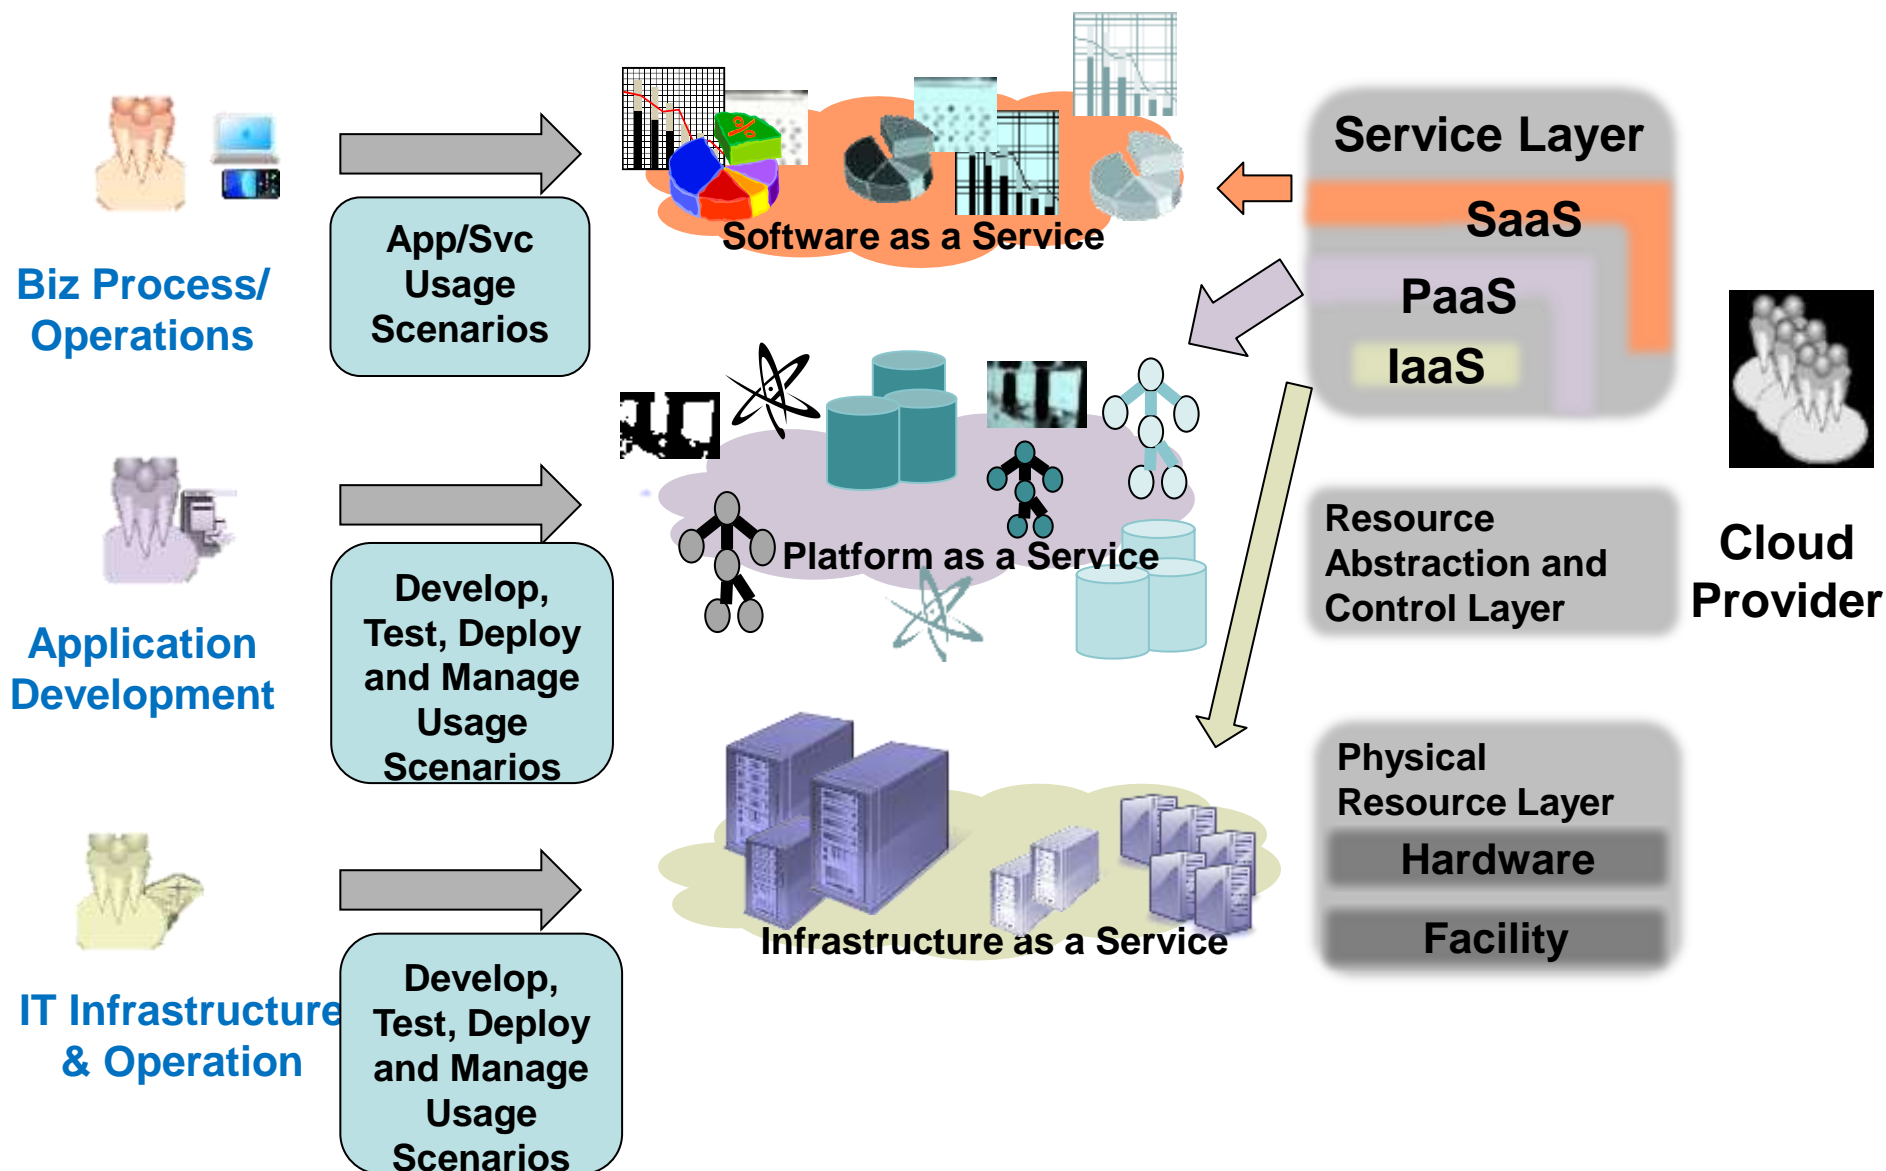 Biz Process/
Operations
App/Svc
Usage
Scenarios
%
Software as a Service
Service Layer
SaaS
PaaS
IaaS
Application
Development
Develop,
Test, Deploy
and Manage
Usage
Scenarios
Platform as a Service
Resource
Abstraction and
Control Layer
Cloud
Provider
IT Infrastructure
& Operation
Develop,
Test, Deploy
and Manage
Usage
Scenarios
Infrastructure as a Service
Physical
Resource Layer
Hardware
Facility